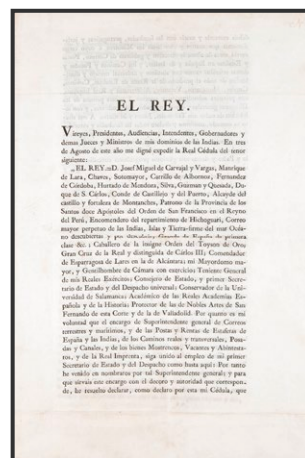 EL REY.
Vireyes, Presidentes, Audiencias, Intendentes, Gobernadores y
demas Jueces y Ministros de mis dominios de las Indias. En tres
de Agosto de este año me digné expedir la Real Cédula del tenor
siguiente:
„EL REY.=D. Josef Miguel de Carvajal y Vargas, Manrique
de Lara, Chaves, Sotomayor, Carrillo de Albornoz, Fernandez
de Córdoba, Hurtado de Mendoza, Silva, Guzman y Quesada, Du-
que de S. Cárlos, Conde de Castillejo y del Puerto, Alcayde del
castillo y fortaleza de Montanches, Patrono de la Provincia de los
Santos doce Apóstoles del Orden de San Francisco en el Reyno
del Perú, Encomendero del repartimiento de Hichuguari, Correo
mayor perpetuo de las Indias, Islas y Tierra-firme del mar Océa-
no descubiertas y por Grande de España de primera
clase &c.; Caballero de la insigne Orden del Toyson de Oro;
Gran Cruz de la Real y distinguida de Cárlos III; Comendador
de Esparragosa de Lares en la de Alcántara; mi Mayordomo ma-
yor, y Gentilhombre de Cámara con exercicio; Teniente General
de mis Reales Exércitos; Consejero de Estado, y primer Secre-
tario de Estado y del Despacho universal; Conservador de la Uni-
versidad de Salamanca; Académico de las Reales Academias Es-
pañola y de la Historia; Protector de las de Nobles Artes de San
Fernando de esta Corte y de la de Valladolid. Por quanto es mi
voluntad que el encargo de Superintendente general de Correos
terrestres y marítimos, y de las Postas y Rentas de Estafetas de
España y las Indias, de los Caminos reales y transversales, Posa-
das y Canales, y de los bienes Mostrencos, Vacantes y Abintesta-
tos, y de la Real Imprenta, siga unido al empleo de mi primer
Secretario de Estado y del Despacho como hasta aquí: Por tanto
he venido en nombraros por tal Superintendente general; y para
que sirvais este encargo con el decoro y autoridad que correspon-
de, he resuelto declarar, como declaro por esta mi Cédula, que